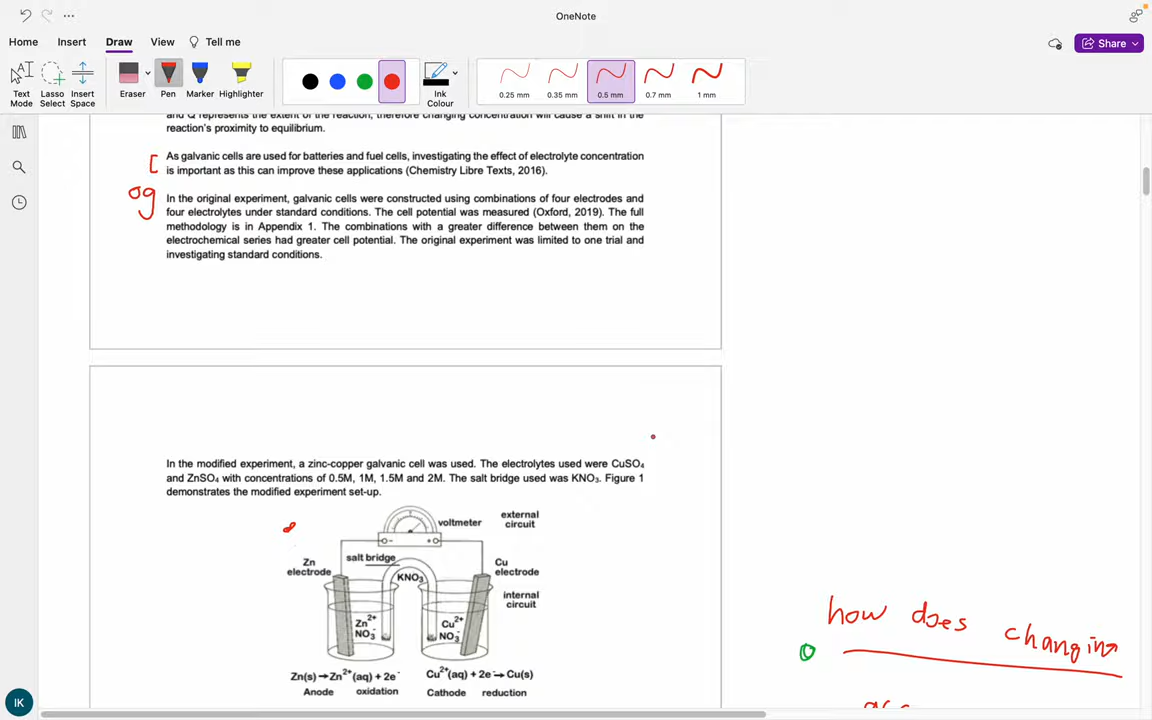 OneNote
Home Insert Draw View Tell me
Share
Text Mode
Lasso Select
Insert Space
Eraser
Pen
Marker
Highlighter
Ink Colour
0.25 mm
0.35 mm
0.5 mm
0.7 mm
1 mm
and Q represents the extent of the reaction, therefore changing concentration will cause a shift in the
reaction's proximity to equilibrium.
As galvanic cells are used for batteries and fuel cells, investigating the effect of electrolyte concentration
is important as this can improve these applications (Chemistry Libre Texts, 2016).
og
In the original experiment, galvanic cells were constructed using combinations of four electrodes and
four electrolytes under standard conditions. The cell potential was measured (Oxford, 2019). The full
methodology is in Appendix 1. The combinations with a greater difference between them on the
electrochemical series had greater cell potential. The original experiment was limited to one trial and
investigating standard conditions.
In the modified experiment, a zinc-copper galvanic cell was used. The electrolytes used were CuSO₄
and ZnSO₄ with concentrations of 0.5M, 1M, 1.5M and 2M. The salt bridge used was KNO₃. Figure 1
demonstrates the modified experiment set-up.
voltmeter
external
circuit
salt bridge
Zn
electrode
KNO₃
Cu
electrode
internal
circuit
Zn²⁺
NO₃⁻
Cu²⁺
NO₃⁻
Zn(s)→Zn²⁺(aq) + 2e⁻
Cu²⁺(aq) + 2e⁻→Cu(s)
Anode oxidation
Cathode reduction
how does changing
IK